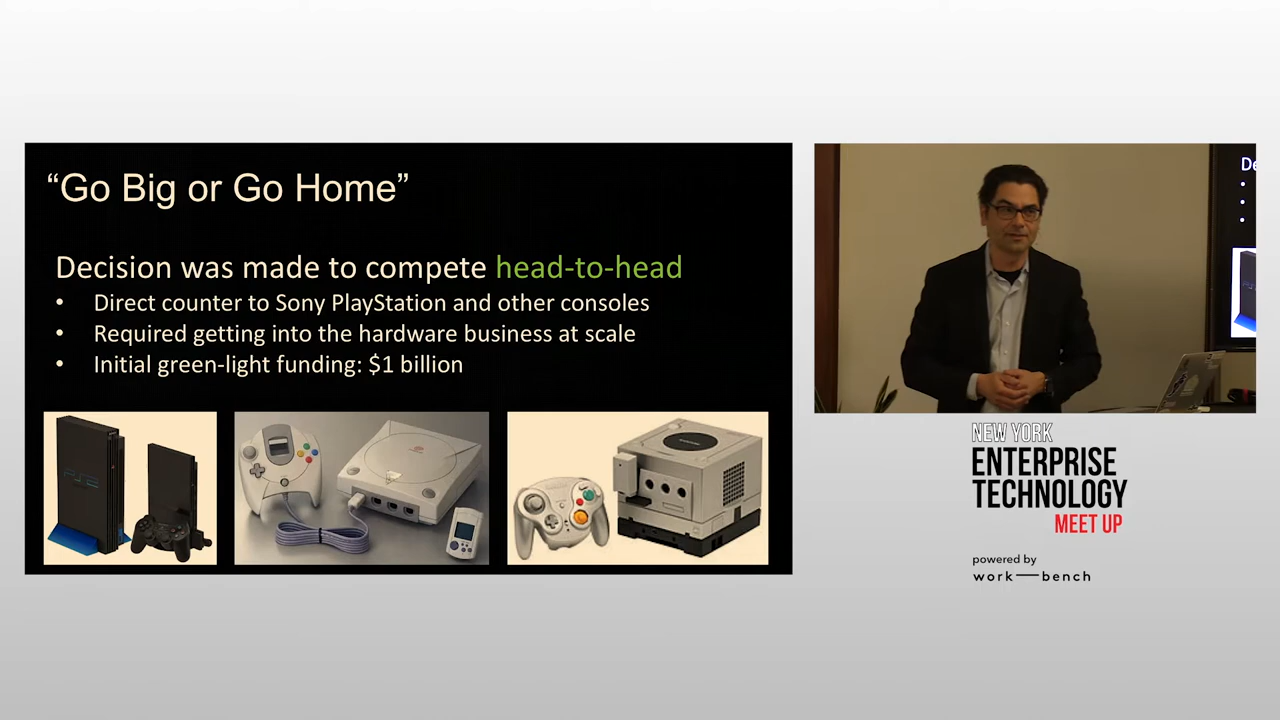 “Go Big or Go Home”
Decision was made to compete head-to-head
• Direct counter to Sony PlayStation and other consoles
• Required getting into the hardware business at scale
• Initial green-light funding: $1 billion
PS2
De
NEW YORK
ENTERPRISE
TECHNOLOGY
MEET UP
powered by
work—bench